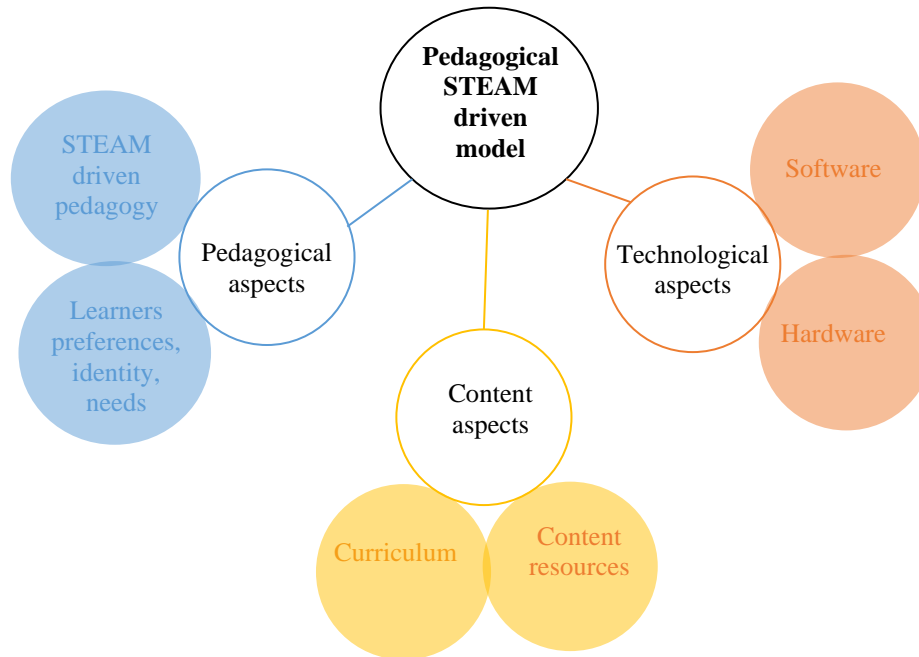 Pedagogical
STEAM
driven
model
STEAM
driven
pedagogy
Learners
preferences,
identity,
needs
Pedagogical
aspects
Content
aspects
Curriculum
Content
resources
Technological
aspects
Software
Hardware